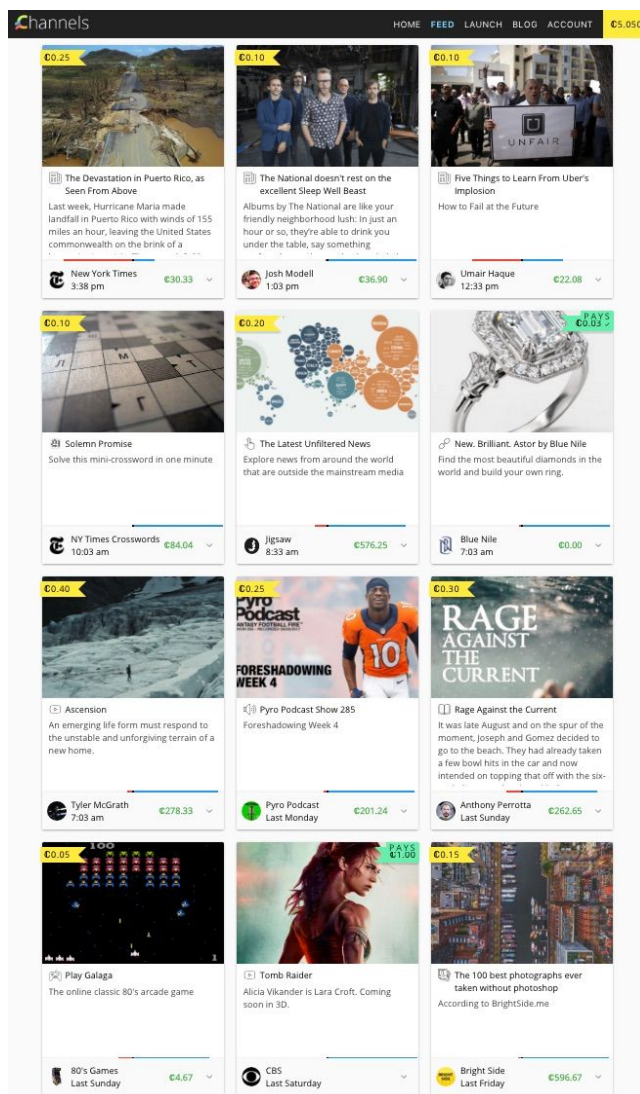 Channels
HOME FEED LAUNCH BLOG ACCOUNT ₡5.050
₡0.25
The Devastation in Puerto Rico, as
Seen From Above
Last week, Hurricane Maria made
landfall in Puerto Rico with winds of 155
miles an hour, leaving the United States
commonwealth on the brink of a
New York Times
3:38 pm
₡30.33
₡0.10
The National doesn't rest on the
excellent Sleep Well Beast
Albums by The National are like your
friendly neighborhood lush: In just an
hour or so, they're able to drink you
under the table, say something
Josh Modell
1:03 pm
₡36.90
₡0.10
UNFAIR
Five Things to Learn From Uber's
Implosion
How to Fail at the Future
Umair Haque
12:33 pm
₡22.08
₡0.10
Л
М
Т
Г
Solemn Promise
Solve this mini-crossword in one minute
NY Times Crosswords
10:03 am
₡84.04
₡0.20
The Latest Unfiltered News
Explore news from around the world
that are outside the mainstream media
Jigsaw
8:33 am
₡576.25
PAYS
₡0.03 ✓
New. Brilliant. Astor by Blue Nile
Find the most beautiful diamonds in the
world and build your own ring.
Blue Nile
7:03 am
₡0.00
₡0.40
Ascension
An emerging life form must respond to
the unstable and unforgiving terrain of a
new home.
Tyler McGrath
7:03 am
₡278.33
₡0.25
Pyro
Podcast
FANTASY FOOTBALL FIRE
FORESHADOWING
WEEK 4
10
Pyro Podcast Show 285
Foreshadowing Week 4
Pyro Podcast
Last Monday
₡201.24
₡0.30
RAGE
AGAINST
THE
CURRENT
Rage Against the Current
It was late August and on the spur of the
moment, Joseph and Gomez decided to
go to the beach. They had already taken
a few bowl hits in the car and now
intended on topping that off with the six-
Anthony Perrotta
Last Sunday
₡262.65
₡0.05
100
1
Play Galaga
The online classic 80's arcade game
80's Games
Last Sunday
₡4.67
PAYS
₡1.00
Tomb Raider
Alicia Vikander is Lara Croft. Coming
soon in 3D.
CBS
Last Saturday
₡0.15
The 100 best photographs ever
taken without photoshop
According to BrightSide.me
BRIGHT
SIDE
Bright Side
Last Friday
₡596.67